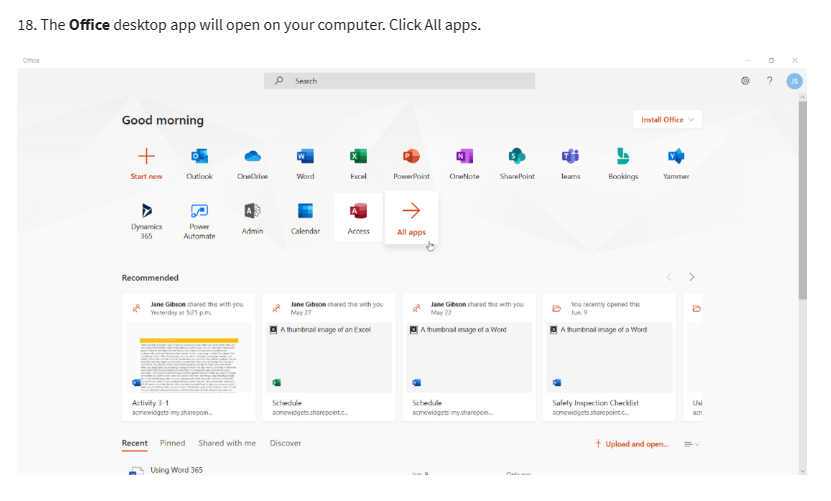 18. The Office desktop app will open on your computer. Click All apps.
Office
Search
JS
Good morning
Install Office
Start new Outlook OneDrive Word Excel PowerPoint OneNote SharePoint Teams Bookings Yammer
Dynamics 365 Power Automate Admin Calendar Access All apps
Recommended
Jane Gibson shared this with you
Yesterday at 5:21 p.m.
Activity 3-1
acmewidgets-my.sharepoin...
Jane Gibson shared this with you
May 27
A thumbnail image of an Excel
Schedule
acmewidgets.sharepoint.c...
Jane Gibson shared this with you
May 22
A thumbnail image of a Word
Schedule
acmewidgets-my.sharepoin...
You recently opened this
Jun. 9
A thumbnail image of a Word
Safety Inspection Checklist
acmewidgets.sharepoint.c...
Usi
acn
Recent Pinned Shared with me Discover
Upload and open...
Using Word 365